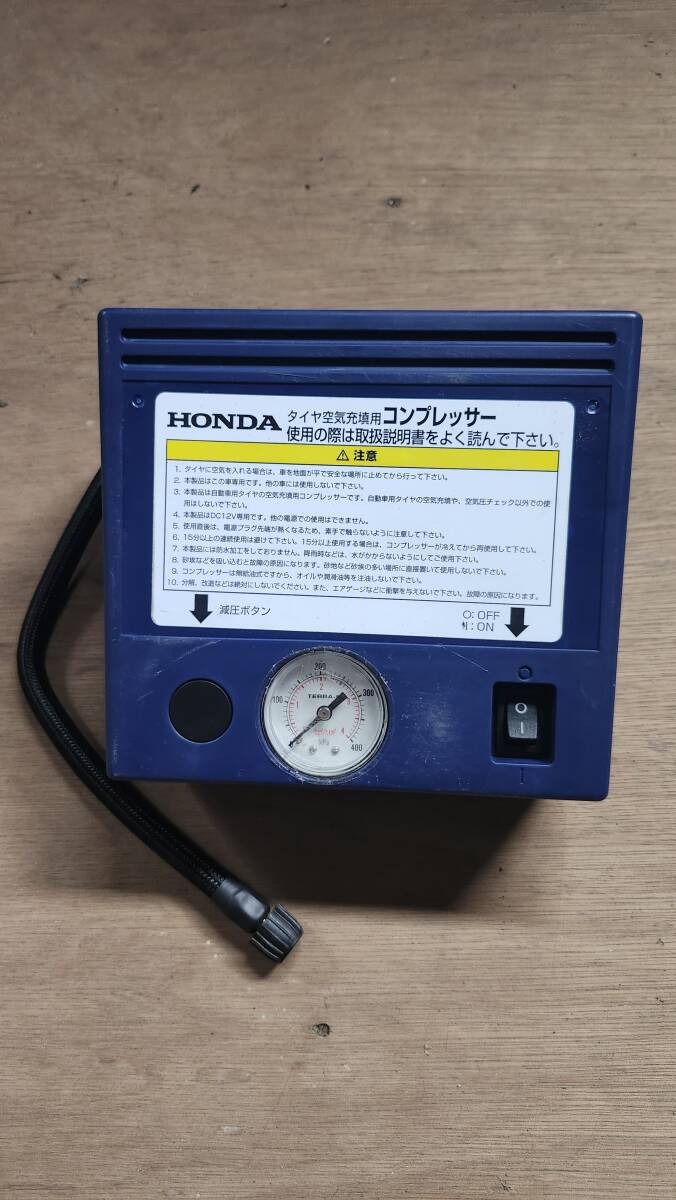 HONDA タイヤ空気充填用コンプレッサー
使用の際は取扱説明書をよく読んで下さい。
⚠ 注意
1. タイヤに空気を入れる場合は、車を地面が平で安全な場所に止めてから行って下さい。
2. 本製品はこの車専用です。他の車には使用しないで下さい。
3. 本製品は自動車用タイヤの空気充填用コンプレッサーです。自動車用タイヤの空気充填や、空気圧チェック以外での使
用はしないで下さい。
4. 本製品はDC12V専用です。他の電源での使用はできません。
5. 使用直後は、電源プラグ先端が熱くなるため、素手で触らないように注意して下さい。
6. 15分以上の連続使用は避けて下さい。15分以上使用する場合は、コンプレッサーが冷えてから再使用して下さい。
7. 本製品には防水加工をしておりません。降雨時などは、水がかからないようにしてご使用下さい。
8. 砂埃などを吸い込むと故障の原因になります。砂地など砂埃の多い場所に直接置いて使用しないで下さい。
9. コンプレッサーは無給油式ですから、オイルや潤滑油等を注油しないで下さい。
10. 分解、改造などは絶対にしないでください。また、エアゲージなどに衝撃を与えないで下さい。故障の原因になります。
減圧ボタン
○: OFF
|: ON
100 200 300 400
1 2 4
TERRA-S
kPa
○
|
O
I